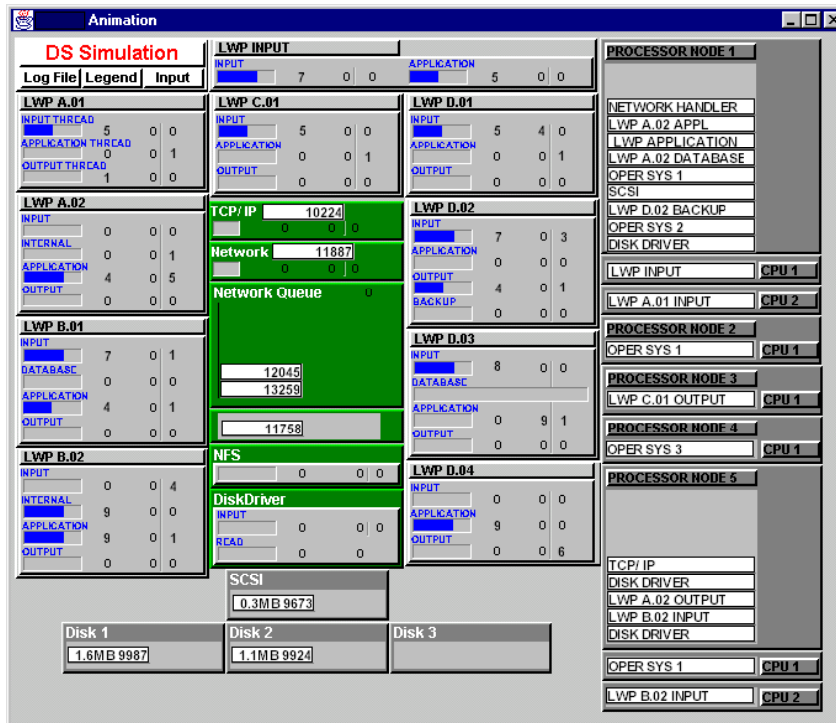 Animation
DS Simulation
Log File Legend Input
LWP INPUT
INPUT
7 0 0
APPLICATION
5 0 0
LWP A.01
INPUT THREAD
5 0 0
APPLICATION THREAD
0 0 1
OUTPUT THREAD
1 0 0
LWP C.01
INPUT
5 0 0
APPLICATION
0 0 1
OUTPUT
0 0 0
LWP D.01
INPUT
5 4 0
APPLICATION
0 0 1
OUTPUT
0 0 0
LWP A.02
INPUT
0 0 0
INTERNAL
0 0 1
APPLICATION
4 0 5
OUTPUT
0 0 0
TCP/ IP 10224
0 0 0
Network 11887
0 0 0
Network Queue 0
12045
13259
11758
LWP D.02
INPUT
7 0 3
APPLICATION
0 0 0
OUTPUT
4 0 1
BACKUP
0 0 0
LWP B.01
INPUT
7 0 1
DATABASE
0 0 0
APPLICATION
4 0 1
OUTPUT
0 0 0
LWP D.03
INPUT
8 0 0
DATABASE
APPLICATION
0 9 1
OUTPUT
0 0 0
LWP B.02
INPUT
0 0 4
INTERNAL
9 0 0
APPLICATION
9 0 1
OUTPUT
0 0 0
NFS
0 0 0
DiskDriver
INPUT
0 0 0
READ
0 0
LWP D.04
INPUT
0 0 0
APPLICATION
9 0 0
OUTPUT
0 0 6
SCSI
0.3MB 9673
Disk 1
1.6MB 9987
Disk 2
1.1MB 9924
Disk 3
PROCESSOR NODE 1
NETWORK HANDLER
LWP A.02 APPL
LWP APPLICATION
LWP A.02 DATABASE
OPER SYS 1
SCSI
LWP D.02 BACKUP
OPER SYS 2
DISK DRIVER
LWP INPUT CPU 1
LWP A.01 INPUT CPU 2
PROCESSOR NODE 2
OPER SYS 1 CPU 1
PROCESSOR NODE 3
LWP C.01 OUTPUT CPU 1
PROCESSOR NODE 4
OPER SYS 3 CPU 1
PROCESSOR NODE 5
TCP/ IP
DISK DRIVER
LWP A.02 OUTPUT
LWP B.02 INPUT
DISK DRIVER
OPER SYS 1 CPU 1
LWP B.02 INPUT CPU 2